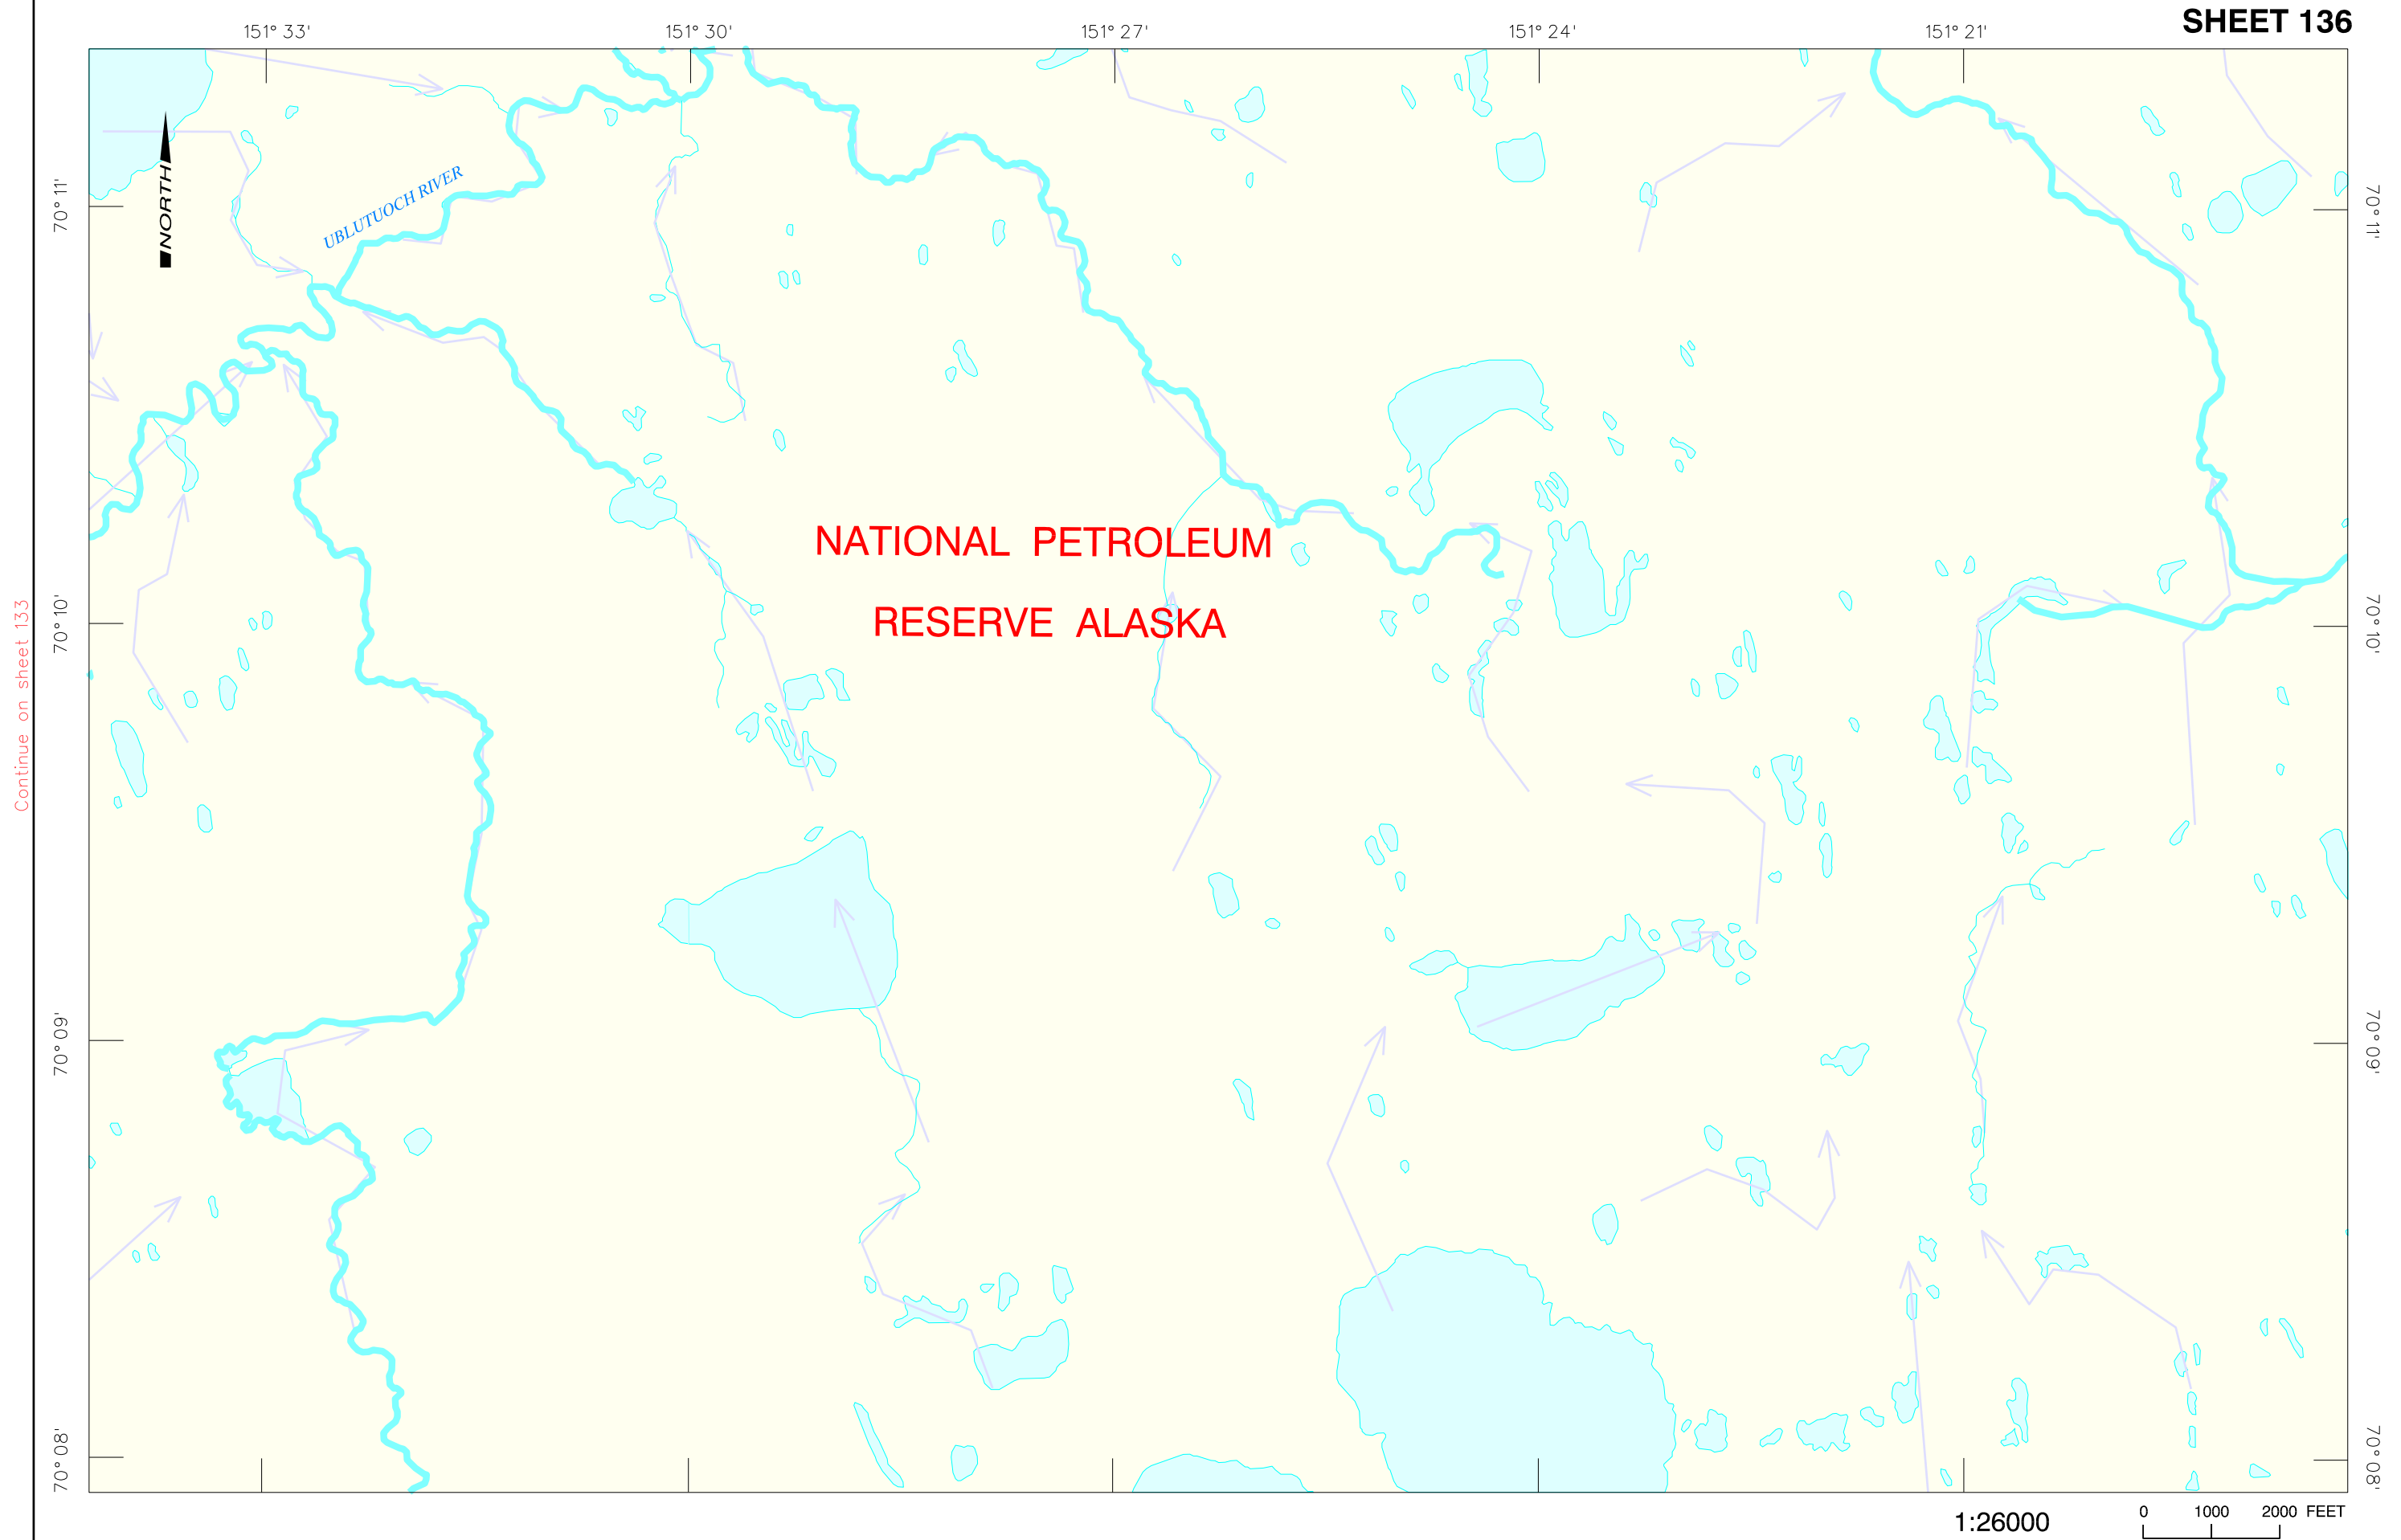 SHEET 136
151° 33'
151° 30'
151° 27'
151° 24'
151° 21'
70° 11'
70° 11'
NORTH
UBLUTUOCH RIVER
NATIONAL PETROLEUM
RESERVE ALASKA
70° 10'
70° 10'
Continue on sheet 133
70° 09'
70° 09'
70° 08'
70° 08'
1:26000
0 1000 2000 FEET